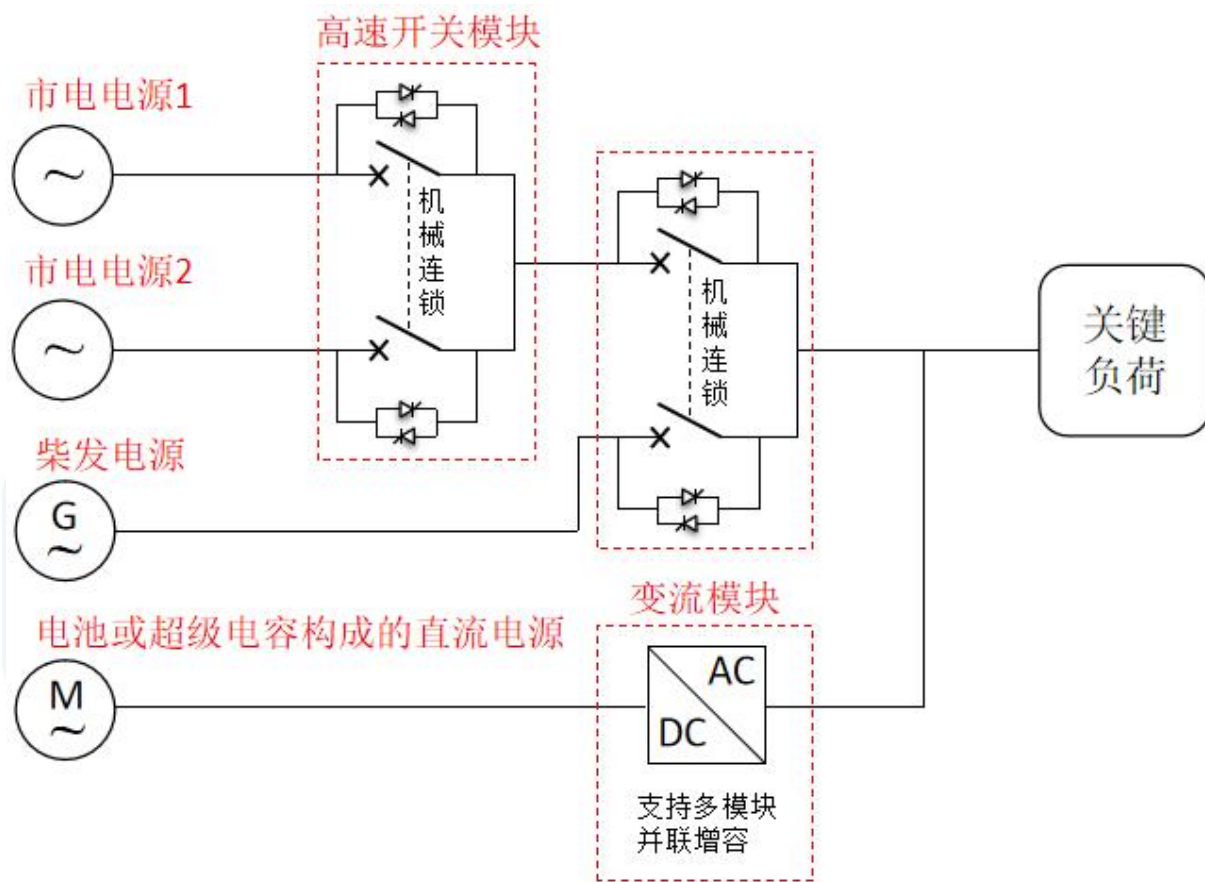 高速开关模块
市电电源1
机械连锁
市电电源2
机械连锁
关键
负荷
柴发电源
G
变流模块
电池或超级电容构成的直流电源
M
AC
DC
支持多模块
并联增容